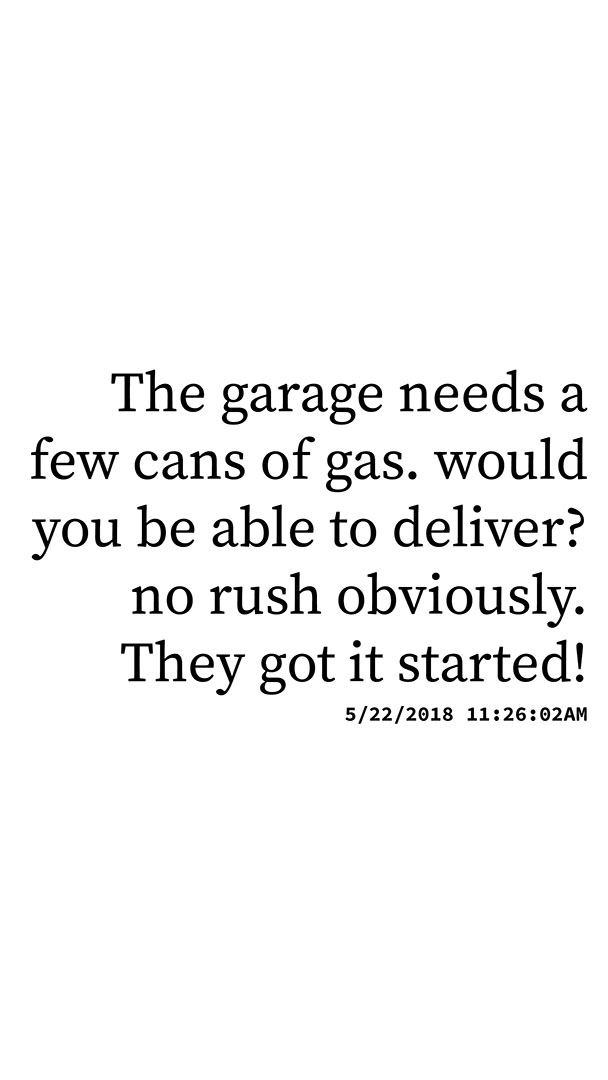 The garage needs a
few cans of gas. would
you be able to deliver?
no rush obviously.
They got it started!
5/22/2018 11:26:02AM